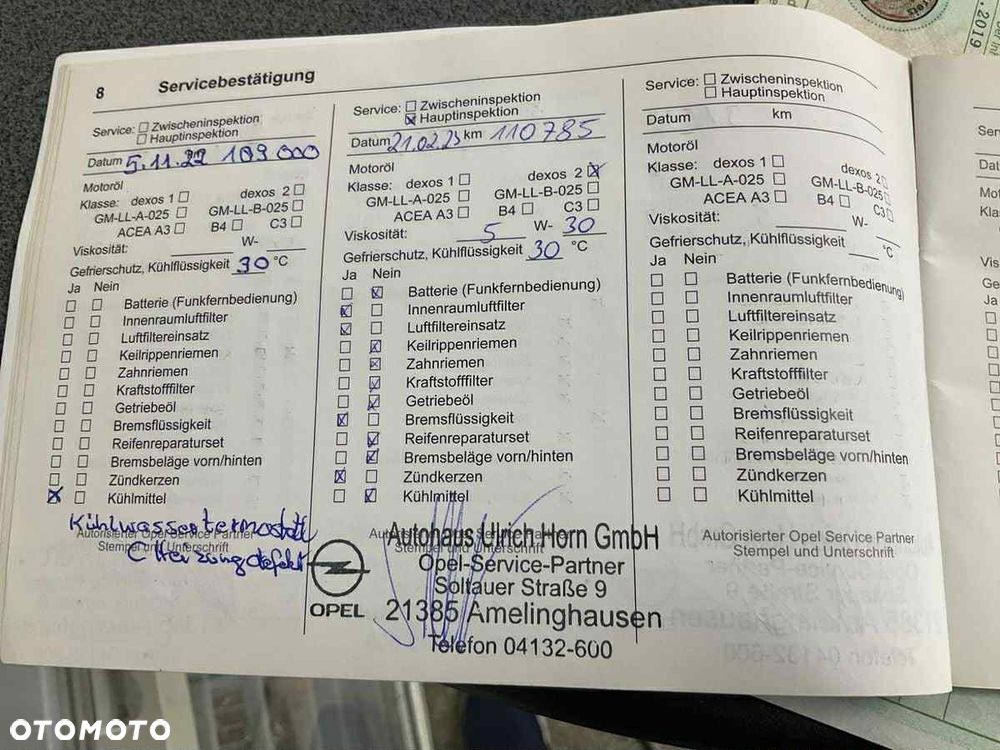 8 Servicebestätigung
Service: Zwischeninspektion
Hauptinspektion
Datum 5.11.22 109 000
Motoröl
Klasse: dexos 1 dexos 2
GM-LL-A-025 GM-LL-B-025
ACEA A3 B4 C3
Viskosität: W-
Gefrierschutz, Kühlflüssigkeit 30 °C
Ja Nein
Batterie (Funkfernbedienung)
Innenraumluftfilter
Luftfiltereinsatz
Keilrippenriemen
Zahnriemen
Kraftstofffilter
Getriebeöl
Bremsflüssigkeit
Reifenreparaturset
Bremsbeläge vorn/hinten
Zündkerzen
Kühlmittel
Kühlwassertermostatt
Autorisierter Opel Service Partner
Stempel und Unterschrift
Heizung defekt
Service: Zwischeninspektion
Hauptinspektion
Datum 21.02.23 km 110785
Motoröl
Klasse: dexos 1 dexos 2
GM-LL-A-025 GM-LL-B-025
ACEA A3 B4 C3
Viskosität: 5 W- 30
Gefrierschutz, Kühlflüssigkeit 30 °C
Ja Nein
Batterie (Funkfernbedienung)
Innenraumluftfilter
Luftfiltereinsatz
Keilrippenriemen
Zahnriemen
Kraftstofffilter
Getriebeöl
Bremsflüssigkeit
Reifenreparaturset
Bremsbeläge vorn/hinten
Zündkerzen
Kühlmittel
Autohaus Ulrich Horn GmbH
Stempel und Unterschrift
Opel-Service-Partner
Soltauer Straße 9
OPEL
21385 Amelinghausen
Telefon 04132-600
Service: Zwischeninspektion
Hauptinspektion
Datum km
Motoröl
Klasse: dexos 1 dexos 2
GM-LL-A-025 GM-LL-B-025
ACEA A3 B4 C3
Viskosität: W-
Gefrierschutz, Kühlflüssigkeit °C
Ja Nein
Batterie (Funkfernbedienung)
Innenraumluftfilter
Luftfiltereinsatz
Keilrippenriemen
Zahnriemen
Kraftstofffilter
Getriebeöl
Bremsflüssigkeit
Reifenreparaturset
Bremsbeläge vorn/hinten
Zündkerzen
Kühlmittel
Autorisierter Opel Service Partner
Stempel und Unterschrift
.2019
Ja
OTOMOTO